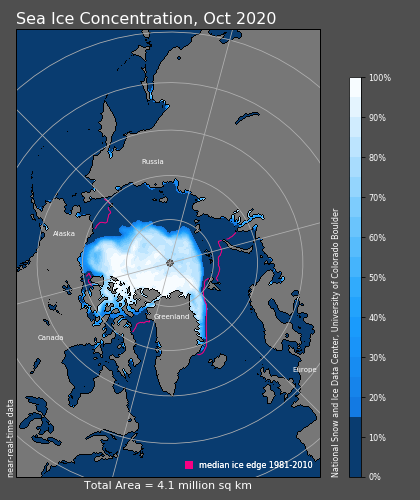 Sea Ice Concentration, Oct 2020
Russia
Alaska
Greenland
Canada
Europe
median ice edge 1981-2010
Total Area = 4.1 million sq km
near-real-time data
National Snow and Ice Data Center, University of Colorado Boulder
100%
90%
80%
70%
60%
50%
40%
30%
20%
10%
0%